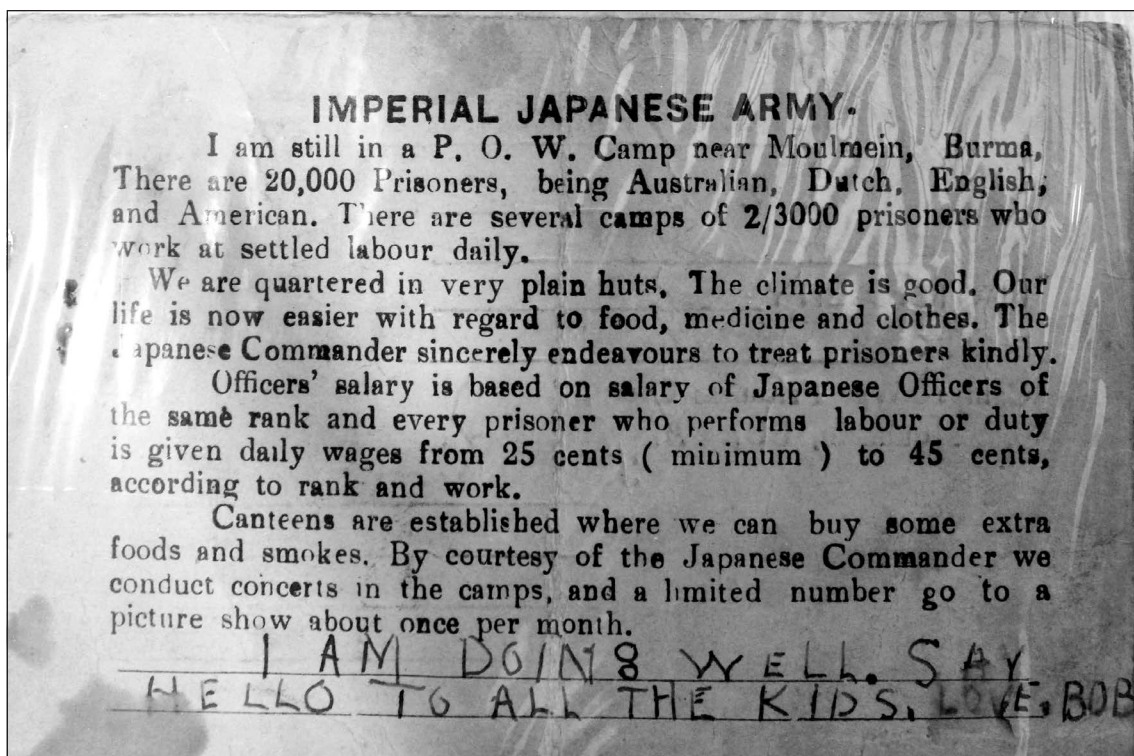 IMPERIAL JAPANESE ARMY.
I am still in a P. O. W. Camp near Moulmein, Burma,
There are 20,000 Prisoners, being Australian, Dutch, English,
and American. There are several camps of 2/3000 prisoners who
work at settled labour daily.
We are quartered in very plain huts. The climate is good. Our
life is now easier with regard to food, medicine and clothes. The
Japanese Commander sincerely endeavours to treat prisoners kindly.
Officers' salary is based on salary of Japanese Officers of
the same rank and every prisoner who performs labour or duty
is given daily wages from 25 cents ( minimum ) to 45 cents,
according to rank and work.
Canteens are established where we can buy some extra
foods and smokes. By courtesy of the Japanese Commander we
conduct concerts in the camps, and a limited number go to a
picture show about once per month.
I AM DOING WELL. SAY
HELLO TO ALL THE KIDS. LOVE, BOB